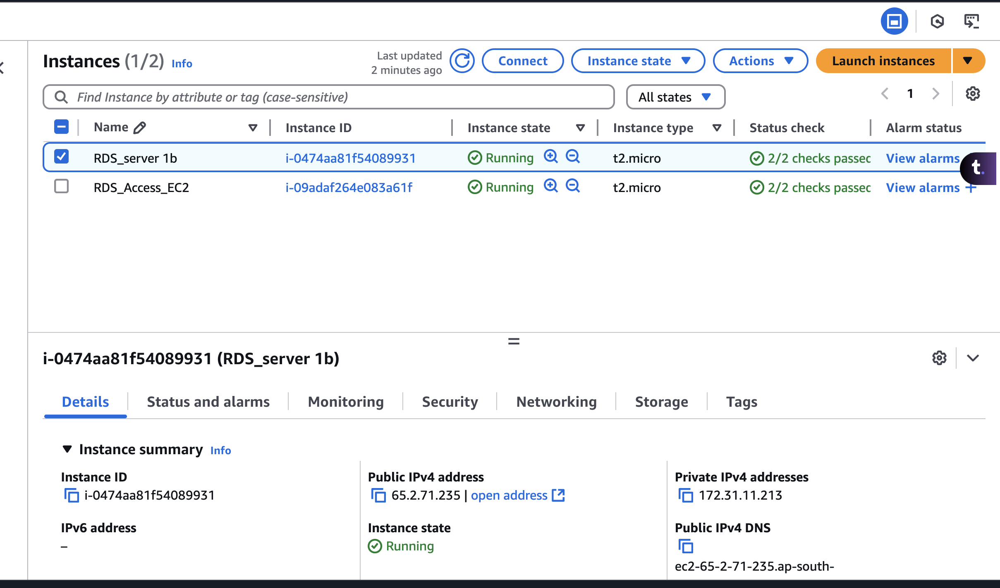 Instances (1/2) Info
Last updated
2 minutes ago
Connect
Instance state
Actions
Launch instances
Find Instance by attribute or tag (case-sensitive)
All states
1
Name Instance ID Instance state Instance type Status check Alarm status
RDS_server 1b i-0474aa81f54089931 Running t2.micro 2/2 checks passec View alarms
t.
RDS_Access_EC2 i-09adaf264e083a61f Running t2.micro 2/2 checks passec View alarms +
i-0474aa81f54089931 (RDS_server 1b)
Details Status and alarms Monitoring Security Networking Storage Tags
Instance summary Info
Instance ID
i-0474aa81f54089931
Public IPv4 address
65.2.71.235 | open address
Private IPv4 addresses
172.31.11.213
IPv6 address
–
Instance state
Running
Public IPv4 DNS
ec2-65-2-71-235.ap-south-